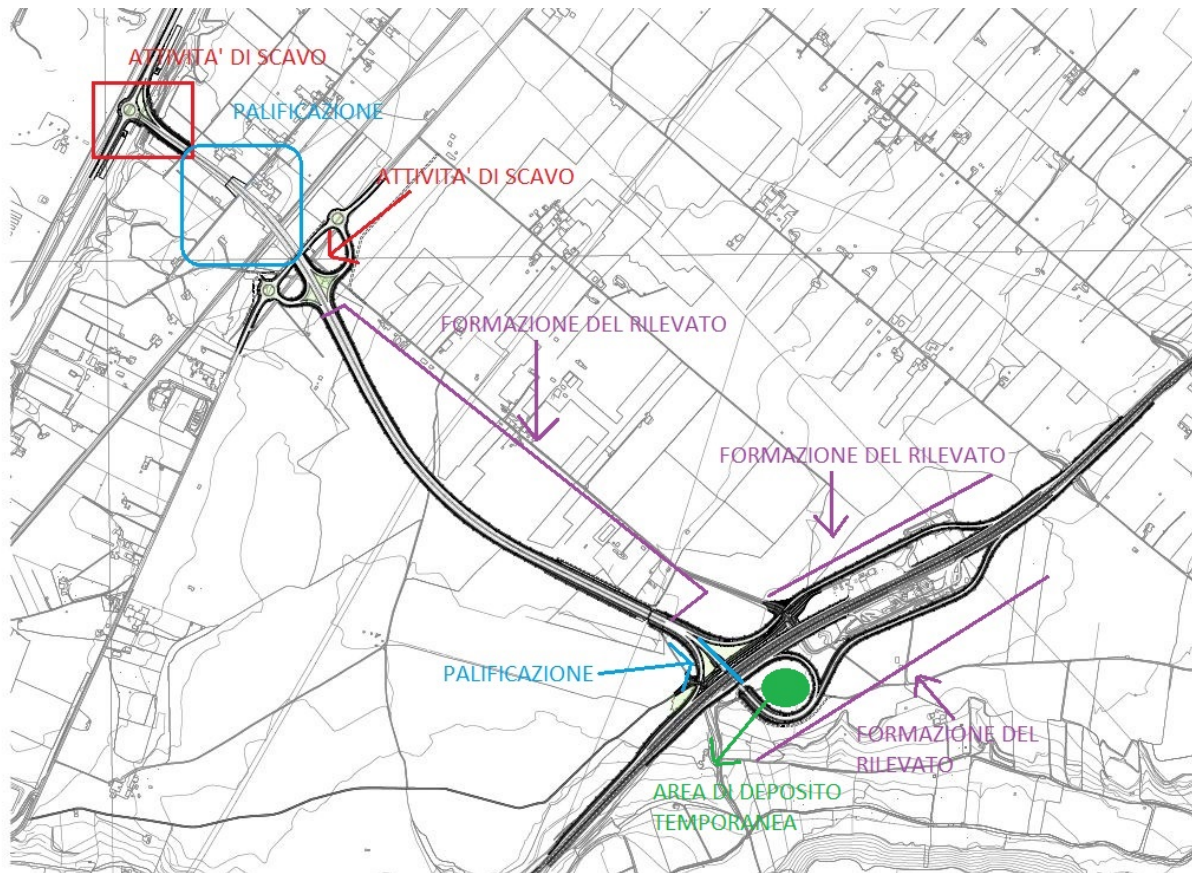 ATTIVITA' DI SCAVO
PALIFICAZIONE
ATTIVITA' DI SCAVO
FORMAZIONE DEL RILEVATO
FORMAZIONE DEL RILEVATO
PALIFICAZIONE
FORMAZIONE DEL
RILEVATO
AREA DI DEPOSITO
TEMPORANEA